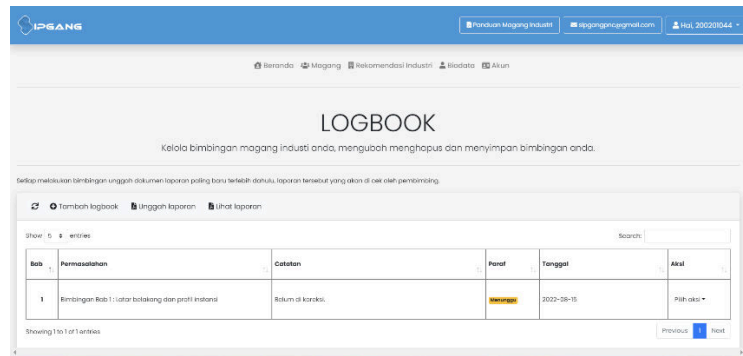 SIPGANG
Panduan Magang Industri sipgangpnc@gmail.com Hai, 200201044
Beranda Magang Rekomendasi Industri Biodata Akun
LOGBOOK
Kelola bimbingan magang industi anda, mengubah menghapus dan menyimpan bimbingan anda.
Setiap melakukan bimbingan unggah dokumen laporan paling baru terlebih dahulu, laporan tersebut yang akan di cek oleh pembimbing.
Tambah logbook Unggah laporan Lihat laporan
Show 5 entries Search:
Bab Permasalahan Catatan Paraf Tanggal Aksi
1 Bimbingan Bab 1 : Latar belakang dan profil instansi Belum di koreksi. Menunggu 2022-08-15 Pilih aksi
Showing 1 to 1 of 1 entries Previous 1 Next